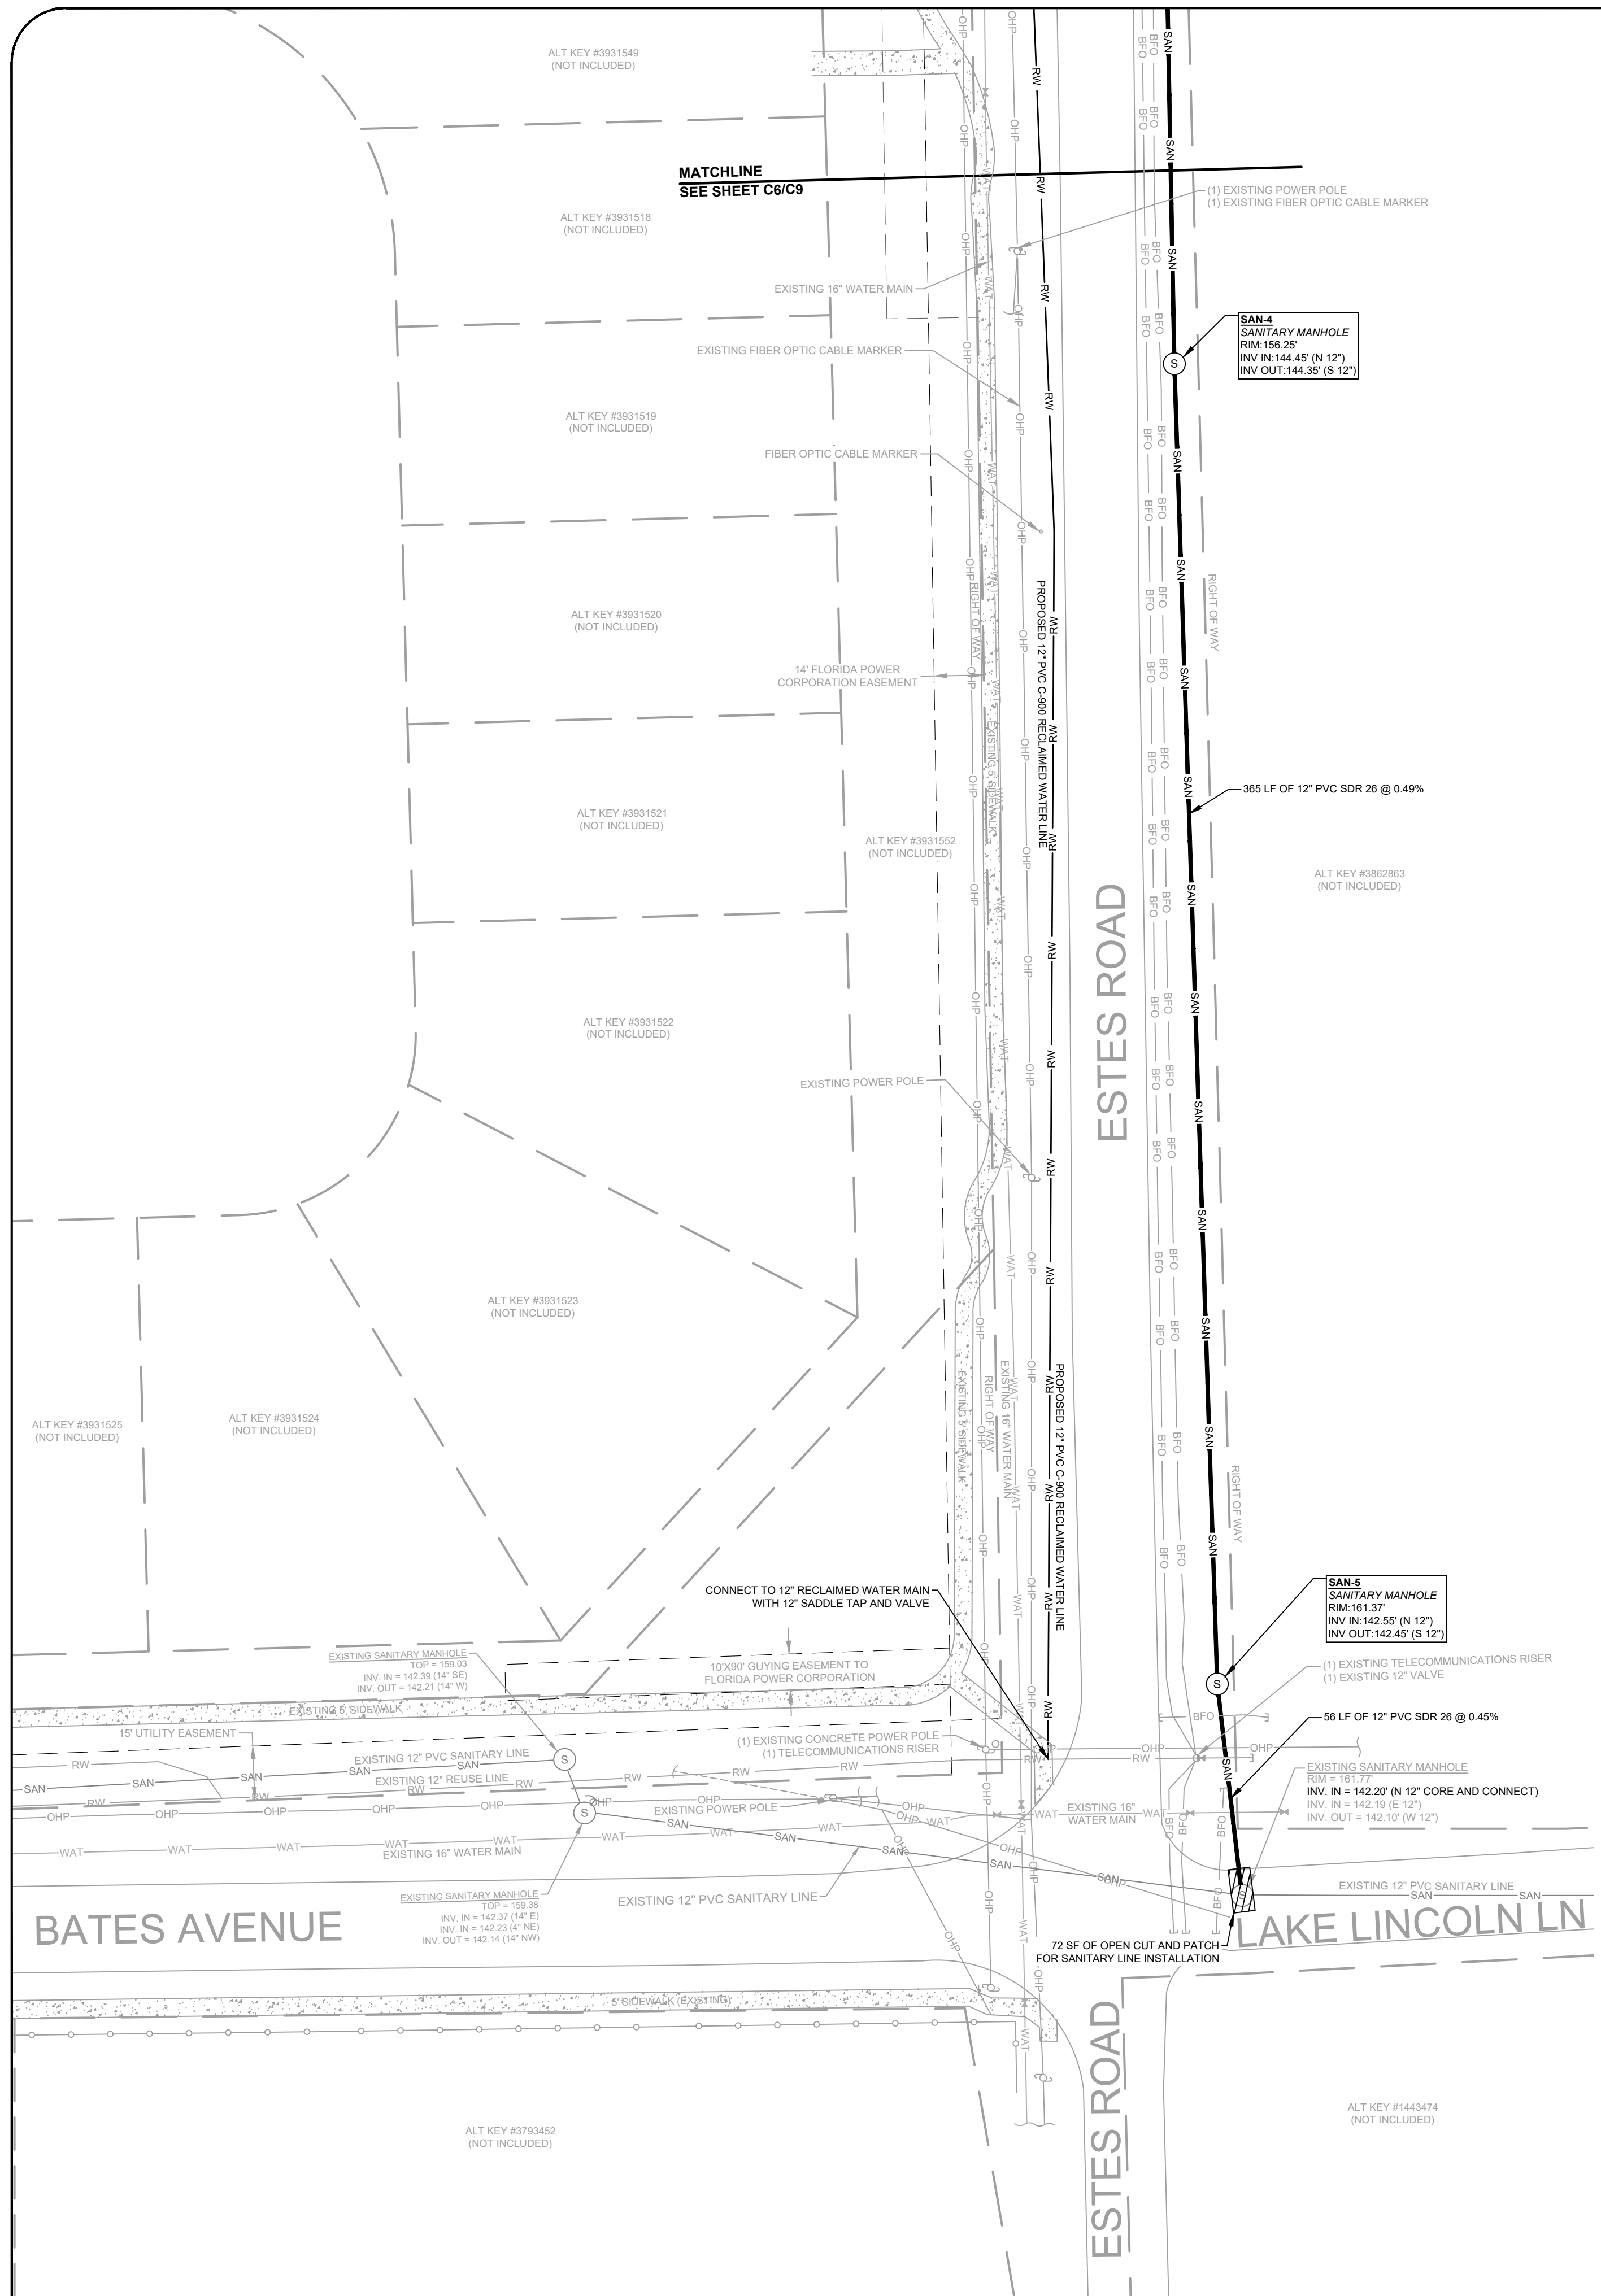 ALT KEY #3931549
(NOT INCLUDED)
MATCHLINE
SEE SHEET C6/C9
(1) EXISTING POWER POLE
(1) EXISTING FIBER OPTIC CABLE MARKER
ALT KEY #3931518
(NOT INCLUDED)
EXISTING 16" WATER MAIN
SAN-4
SANITARY MANHOLE
RIM:156.25'
INV IN:144.45' (N 12")
INV OUT:144.35' (S 12")
EXISTING FIBER OPTIC CABLE MARKER
S
ALT KEY #3931519
(NOT INCLUDED)
FIBER OPTIC CABLE MARKER
RIGHT OF WAY
PROPOSED 12" PVC C-900 RECLAIMED WATER LINE
RIGHT OF WAY
ALT KEY #3931520
(NOT INCLUDED)
14' FLORIDA POWER
CORPORATION EASEMENT
EXISTING 5' SIDEWALK
365 LF OF 12" PVC SDR 26 @ 0.49%
ALT KEY #3931521
(NOT INCLUDED)
ALT KEY #3931552
(NOT INCLUDED)
ALT KEY #3862863
(NOT INCLUDED)
ESTES ROAD
ALT KEY #3931522
(NOT INCLUDED)
EXISTING POWER POLE
ALT KEY #3931523
(NOT INCLUDED)
ALT KEY #3931525
(NOT INCLUDED)
ALT KEY #3931524
(NOT INCLUDED)
EXISTING 5' SIDEWALK
RIGHT OF WAY
EXISTING 16" WATER MAIN
PROPOSED 12" PVC C-900 RECLAIMED WATER LINE
RIGHT OF WAY
CONNECT TO 12" RECLAIMED WATER MAIN
WITH 12" SADDLE TAP AND VALVE
SAN-5
SANITARY MANHOLE
RIM:161.37'
INV IN:142.55' (N 12")
INV OUT:142.45' (S 12")
EXISTING SANITARY MANHOLE
TOP = 159.03
INV. IN = 142.39 (14" SE)
INV. OUT = 142.21 (14" W)
10'X90' GUYING EASEMENT TO
FLORIDA POWER CORPORATION
(1) EXISTING TELECOMMUNICATIONS RISER
(1) EXISTING 12" VALVE
S
EXISTING 5' SIDEWALK
56 LF OF 12" PVC SDR 26 @ 0.45%
15' UTILITY EASEMENT
(1) EXISTING CONCRETE POWER POLE
(1) TELECOMMUNICATIONS RISER
EXISTING 12" PVC SANITARY LINE
S
EXISTING 12" REUSE LINE
EXISTING SANITARY MANHOLE
RIM = 161.77'
INV. IN = 142.20' (N 12" CORE AND CONNECT)
INV. IN = 142.19 (E 12")
INV. OUT = 142.10' (W 12")
EXISTING POWER POLE
S
EXISTING 16"
WATER MAIN
EXISTING 16" WATER MAIN
EXISTING SANITARY MANHOLE
TOP = 159.38
INV. IN = 142.37 (14" E)
INV. IN = 142.23 (4" NE)
INV. OUT = 142.14 (14" NW)
EXISTING 12" PVC SANITARY LINE
EXISTING 12" PVC SANITARY LINE
S
BATES AVENUE
LAKE LINCOLN LN
72 SF OF OPEN CUT AND PATCH
FOR SANITARY LINE INSTALLATION
5' SIDEWALK (EXISTING)
ESTES ROAD
ALT KEY #3793452
(NOT INCLUDED)
ALT KEY #1443474
(NOT INCLUDED)